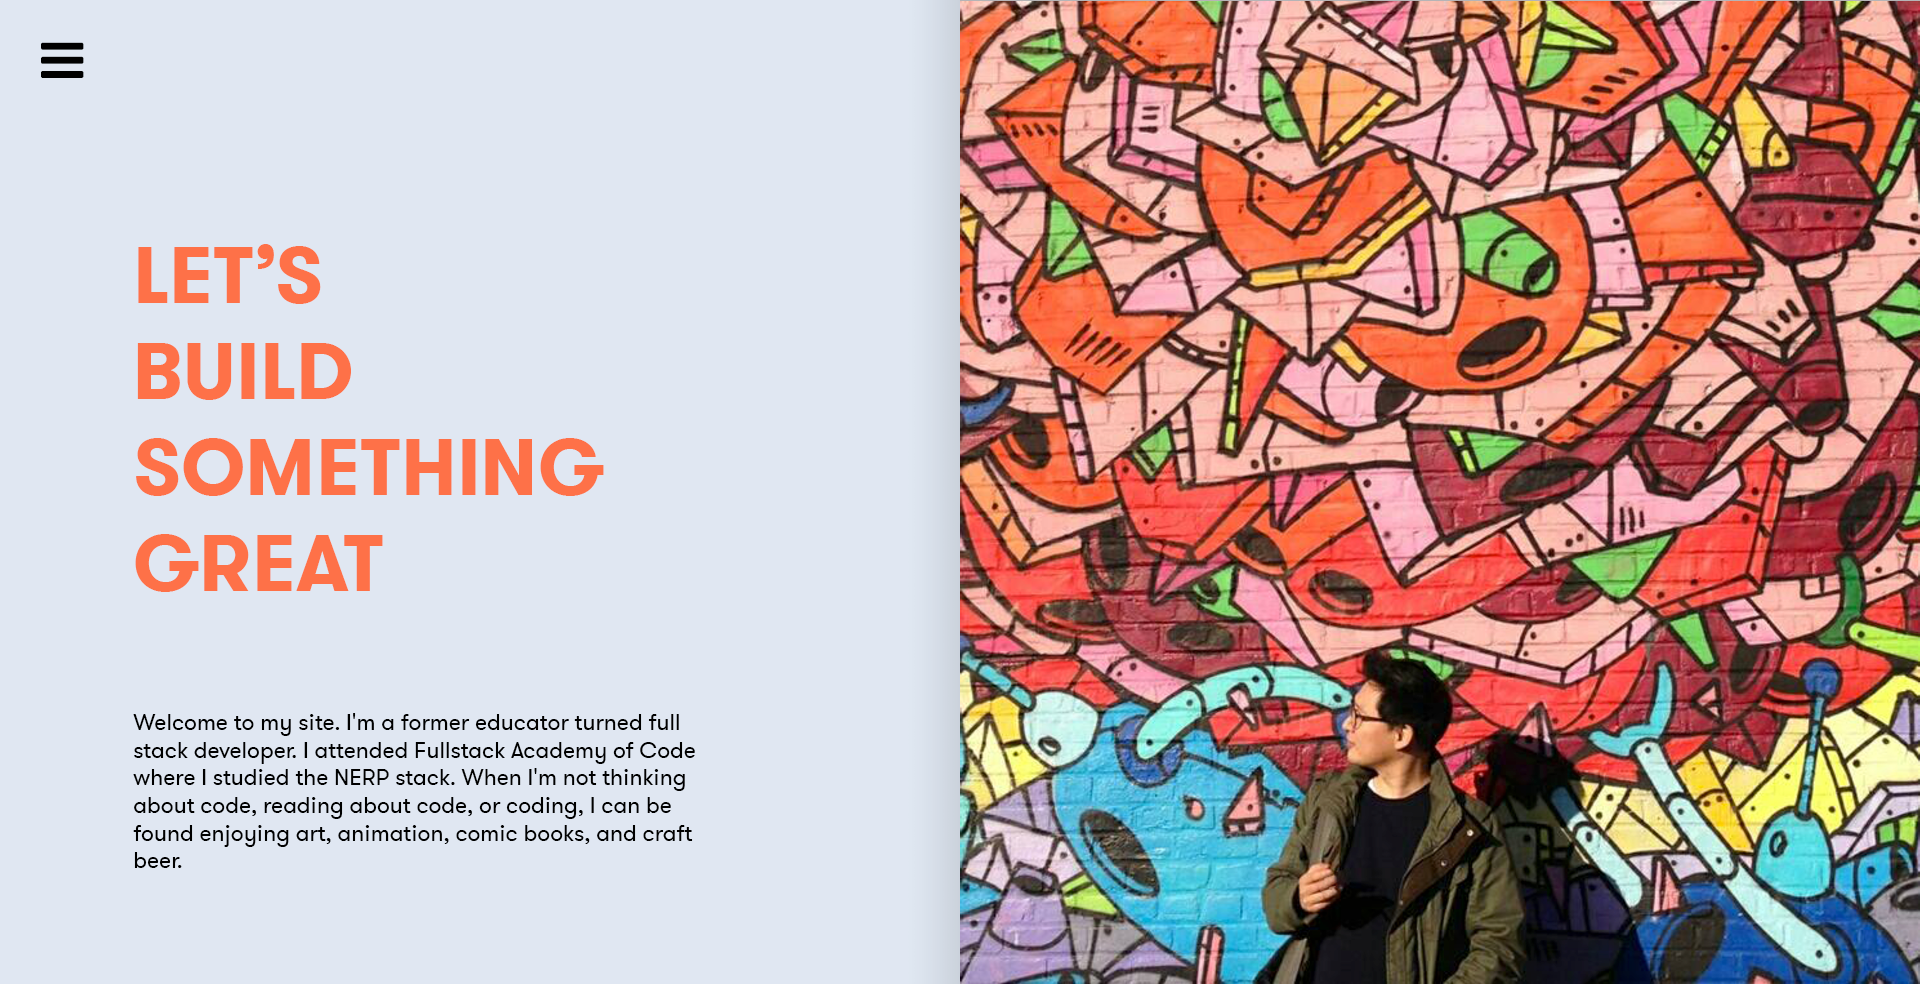 LET’S
BUILD
SOMETHING
GREAT
Welcome to my site. I'm a former educator turned full
stack developer. I attended Fullstack Academy of Code
where I studied the NERP stack. When I'm not thinking
about code, reading about code, or coding, I can be
found enjoying art, animation, comic books, and craft
beer.